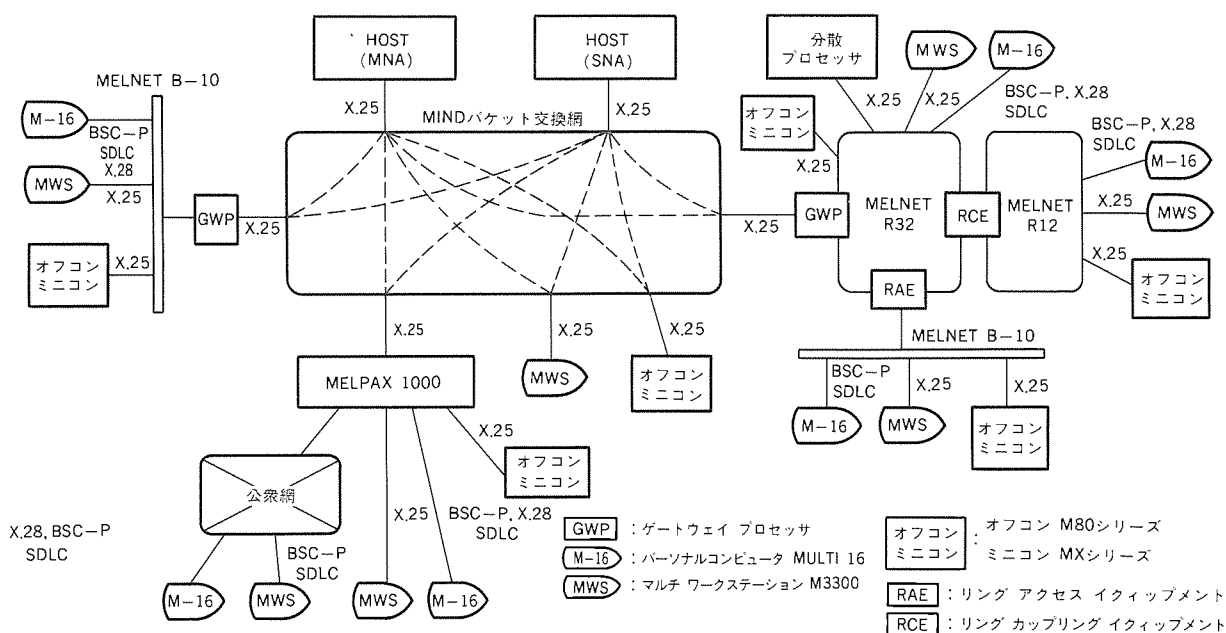 HOST
(MNA)
HOST
(SNA)
分散
プロセッサ
MWS
M-16
MELNET B-10
X.25
X.25
X.25
X.25
BSC-P, X.28
SDLC
MINDパケット交換網
オフコン
ミニコン
X.25
M-16
BSC-P
SDLC
X.28
MWS
X.25
GWP
X.25
オフコン
ミニコン
X.25
X.25
GWP
MELNET
R32
RCE
MELNET
R12
RAE
BSC-P, X.28
SDLC
M-16
X.25
MWS
X.25
オフコン
ミニコン
X.25
MELPAX 1000
X.25
MWS
X.25
オフコン
ミニコン
MELNET B-10
BSC-P
SDLC
X.25
X.25
M-16
MWS
オフコン
ミニコン
公衆網
X.25
オフコン
ミニコン
X.28, BSC-P
SDLC
BSC-P
SDLC
X.25
BSC-P, X.28
SDLC
M-16
MWS
MWS
M-16
GWP : ゲートウェイ プロセッサ
M-16 : パーソナルコンピュータ MULTI 16
MWS : マルチ ワークステーション M3300
オフコン
ミニコン
: オフコン M80シリーズ
ミニコン MXシリーズ
RAE : リング アクセス イクィップメント
RCE : リング カップリング イクィップメント